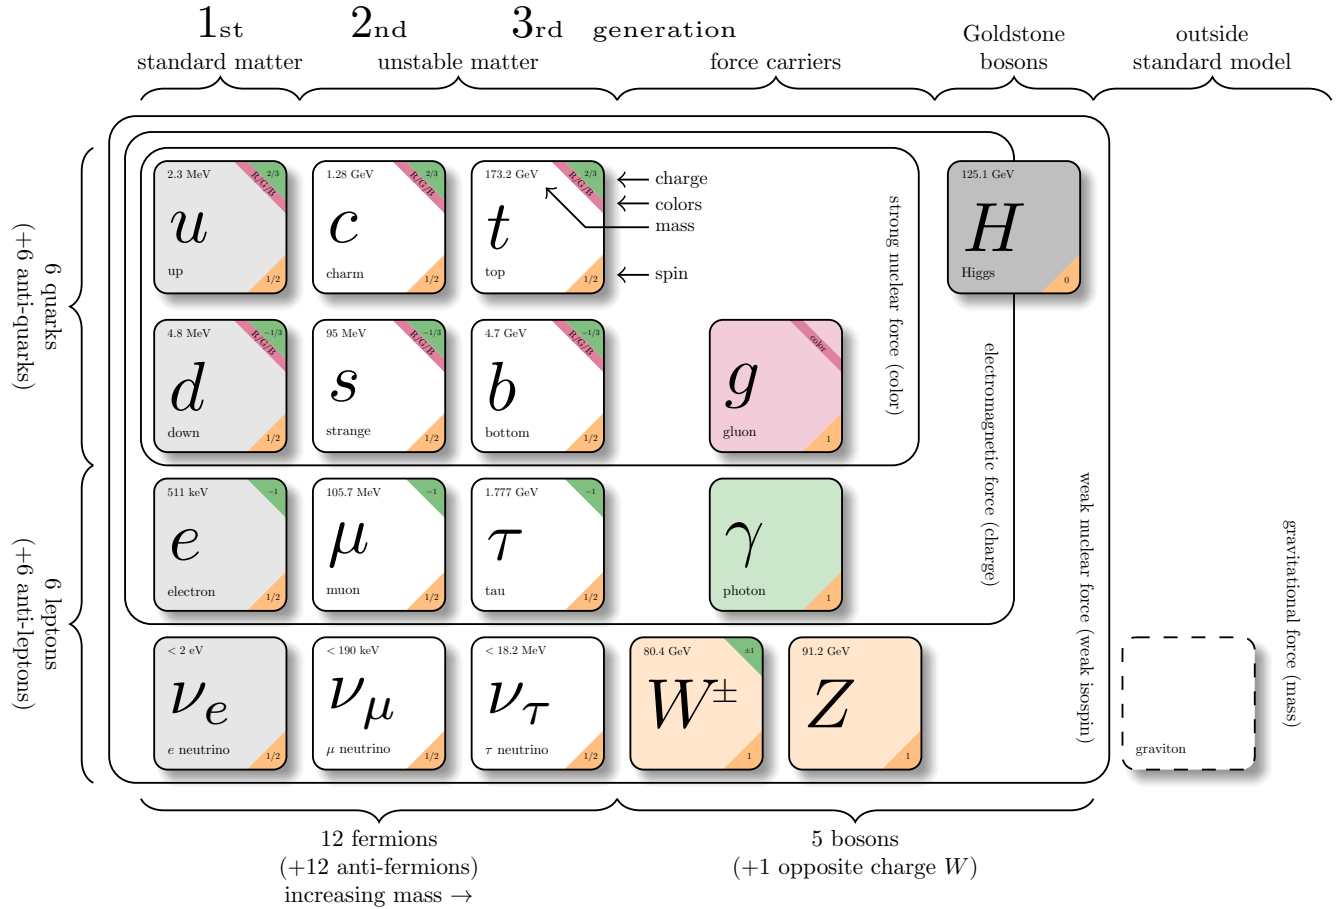 1st
2nd
3rd
generation
standard matter
unstable matter
force carriers
Goldstone
bosons
outside
standard model
6 quarks
(+6 anti-quarks)
6 leptons
(+6 anti-leptons)
2.3 MeV
2/3
R/G/B
u
up
1/2
1.28 GeV
2/3
R/G/B
c
charm
1/2
173.2 GeV
2/3
R/G/B
t
top
1/2
charge
colors
mass
spin
strong nuclear force (color)
125.1 GeV
H
Higgs
0
4.8 MeV
−1/3
R/G/B
d
down
1/2
95 MeV
−1/3
R/G/B
s
strange
1/2
4.7 GeV
−1/3
R/G/B
b
bottom
1/2
color
g
gluon
1
electromagnetic force (charge)
511 keV
−1
e
electron
1/2
105.7 MeV
−1
μ
muon
1/2
1.777 GeV
−1
τ
tau
1/2
γ
photon
1
weak nuclear force (weak isospin)
gravitational force (mass)
< 2 eV
νe
e neutrino
1/2
< 190 keV
νμ
μ neutrino
1/2
< 18.2 MeV
ντ
τ neutrino
1/2
80.4 GeV
±1
W±
1
91.2 GeV
Z
1
graviton
12 fermions
(+12 anti-fermions)
increasing mass →
5 bosons
(+1 opposite charge W)